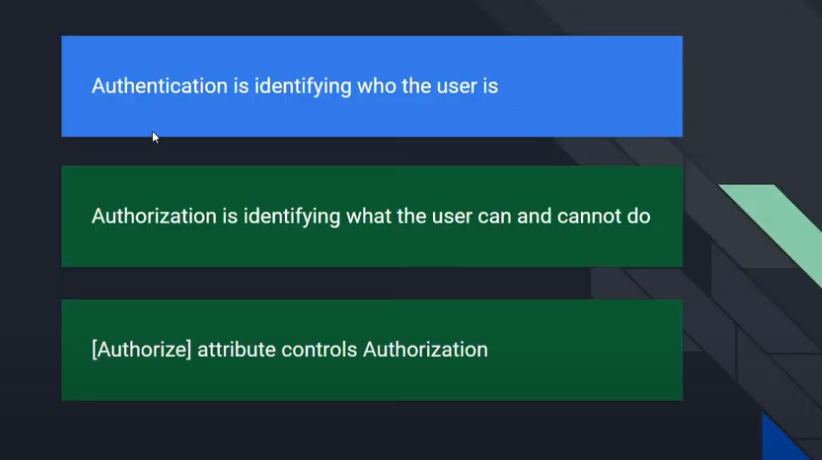 Authentication is identifying who the user is
Authorization is identifying what the user can and cannot do
[Authorize] attribute controls Authorization